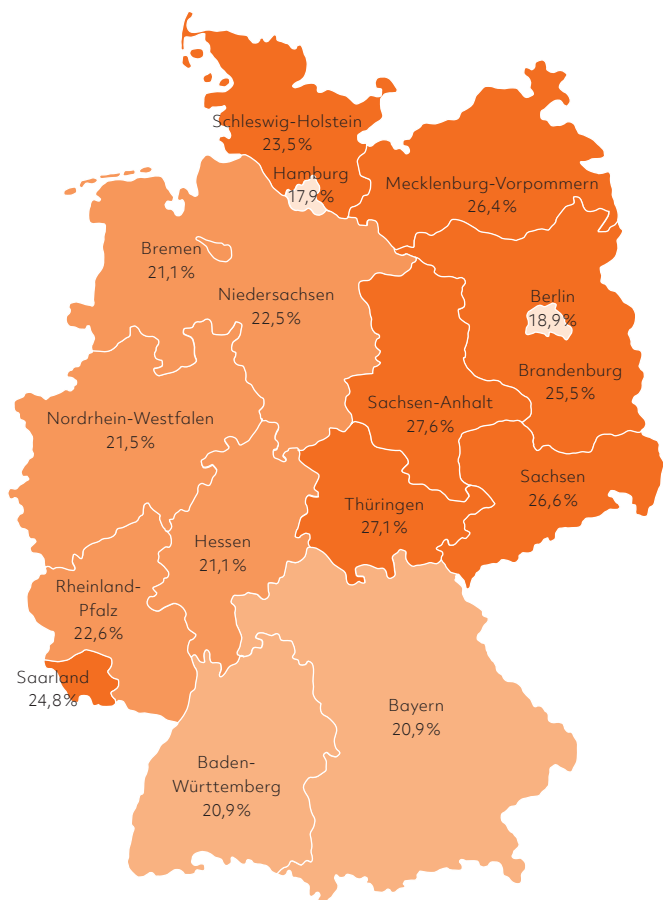 Schleswig-Holstein
23,5%
Hamburg
17,9%
Mecklenburg-Vorpommern
26,4%
Bremen
21,1%
Niedersachsen
22,5%
Berlin
18,9%
Brandenburg
25,5%
Sachsen-Anhalt
27,6%
Nordrhein-Westfalen
21,5%
Sachsen
26,6%
Thüringen
27,1%
Hessen
21,1%
Rheinland-
Pfalz
22,6%
Saarland
24,8%
Bayern
20,9%
Baden-
Württemberg
20,9%